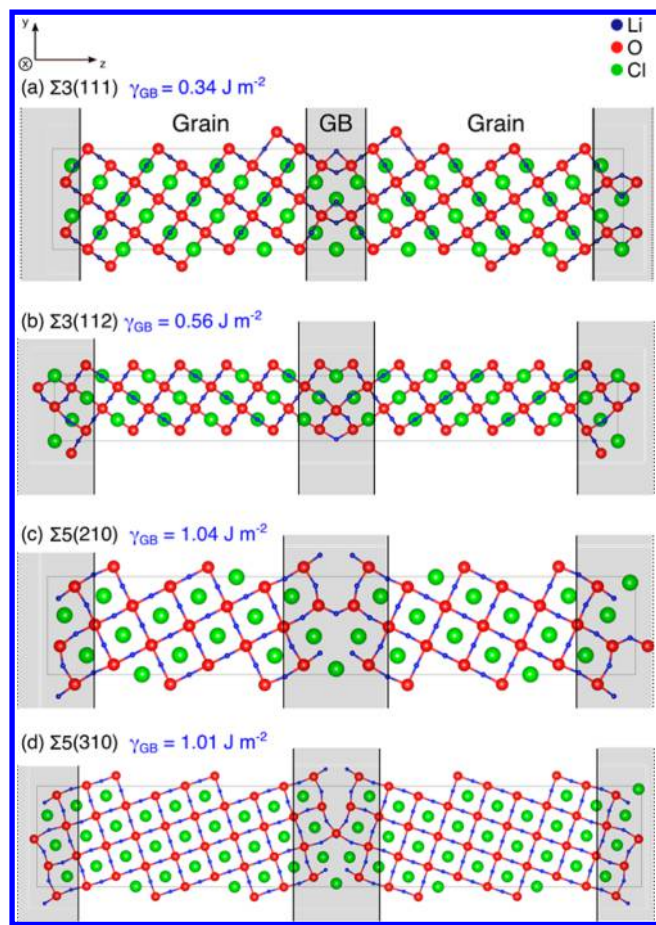 y
x
z
Li
O
Cl
(a) Σ3(111) γGB = 0.34 J m-2
Grain GB Grain
(b) Σ3(112) γGB = 0.56 J m-2
(c) Σ5(210) γGB = 1.04 J m-2
(d) Σ5(310) γGB = 1.01 J m-2